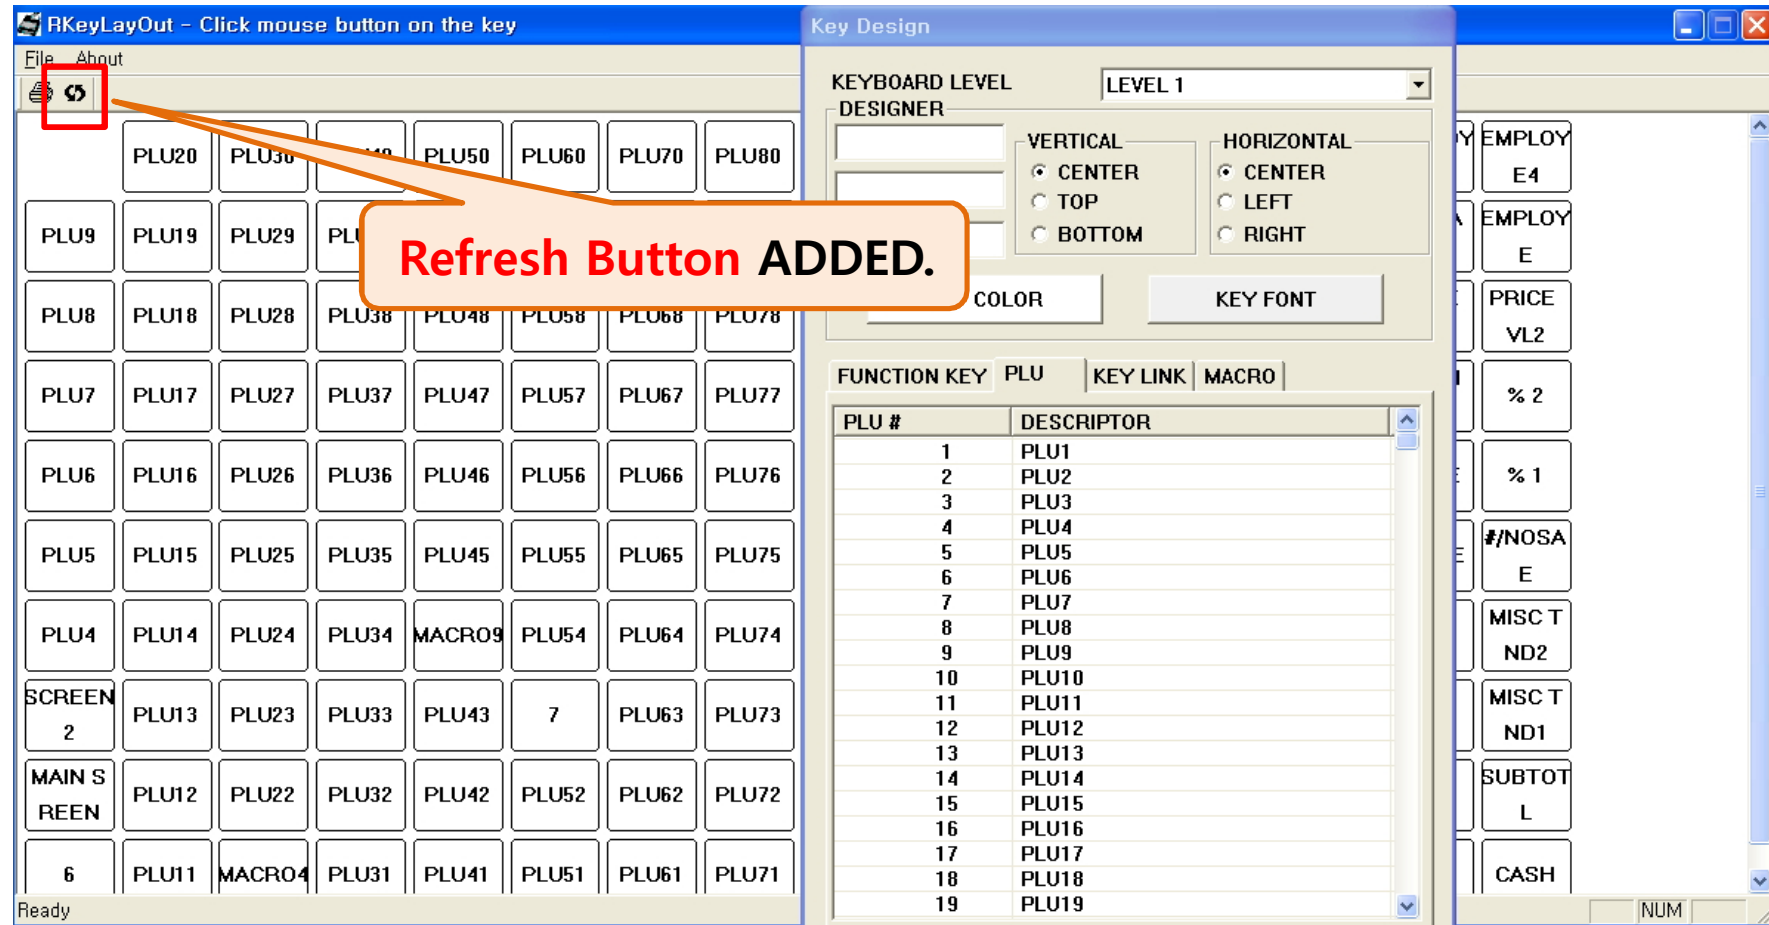 RKeyLayOut - Click mouse button on the key
File About
PLU20 PLU30 PLU50 PLU60 PLU70 PLU80
PLU9 PLU19 PLU29
PLU8 PLU18 PLU28 PLU38 PLU48 PLU58 PLU68 PLU78
PLU7 PLU17 PLU27 PLU37 PLU47 PLU57 PLU67 PLU77
PLU6 PLU16 PLU26 PLU36 PLU46 PLU56 PLU66 PLU76
PLU5 PLU15 PLU25 PLU35 PLU45 PLU55 PLU65 PLU75
PLU4 PLU14 PLU24 PLU34 MACRO9 PLU54 PLU64 PLU74
SCREEN
2
PLU13 PLU23 PLU33 PLU43 7 PLU63 PLU73
MAIN S
REEN
PLU12 PLU22 PLU32 PLU42 PLU52 PLU62 PLU72
6 PLU11 MACRO4 PLU31 PLU41 PLU51 PLU61 PLU71
Refresh Button ADDED.
Key Design
KEYBOARD LEVEL LEVEL 1
DESIGNER
VERTICAL
CENTER
TOP
BOTTOM
HORIZONTAL
CENTER
LEFT
RIGHT
COLOR KEY FONT
FUNCTION KEY PLU KEY LINK MACRO
PLU # DESCRIPTOR
1 PLU1
2 PLU2
3 PLU3
4 PLU4
5 PLU5
6 PLU6
7 PLU7
8 PLU8
9 PLU9
10 PLU10
11 PLU11
12 PLU12
13 PLU13
14 PLU14
15 PLU15
16 PLU16
17 PLU17
18 PLU18
19 PLU19
EMPLOY
E4
EMPLOY
E
PRICE
VL2
% 2
% 1
#/NOSA
E
MISC T
ND2
MISC T
ND1
SUBTOT
L
CASH
Ready NUM